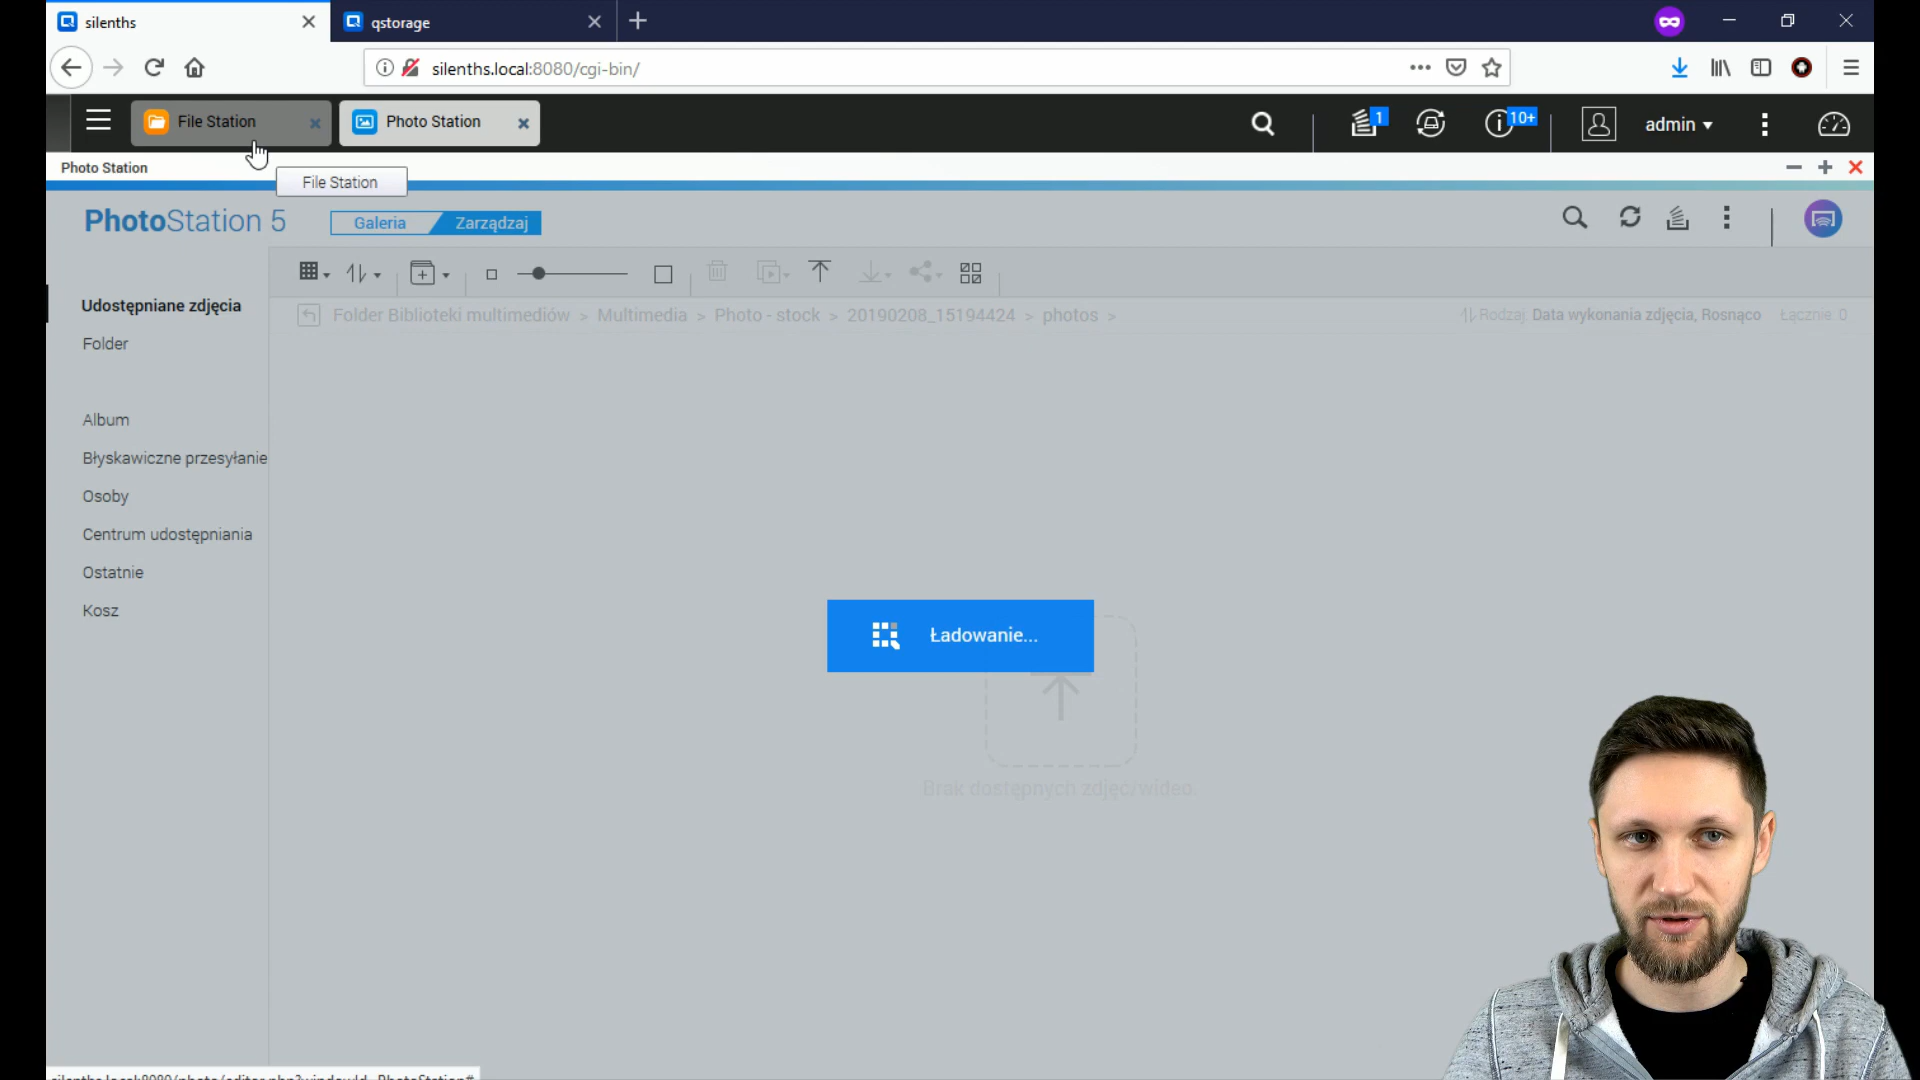 silenths
qstorage
silenths.local:8080/cgi-bin/
File Station
Photo Station
1
10+
admin
Photo Station
File Station
PhotoStation 5
Galeria
Zarządzaj
Udostępniane zdjęcia
Folder
Album
Błyskawiczne przesyłanie
Osoby
Centrum udostępniania
Ostatnie
Kosz
Folder Biblioteki multimediów > Multimedia > Photo - stock > 20190208_15194424 > photos >
Rodzaj Data wykonania zdjęcia, Rosnąco
Łącznie: 0
Ładowanie...
Brak dostępnych zdjęć/wideo.